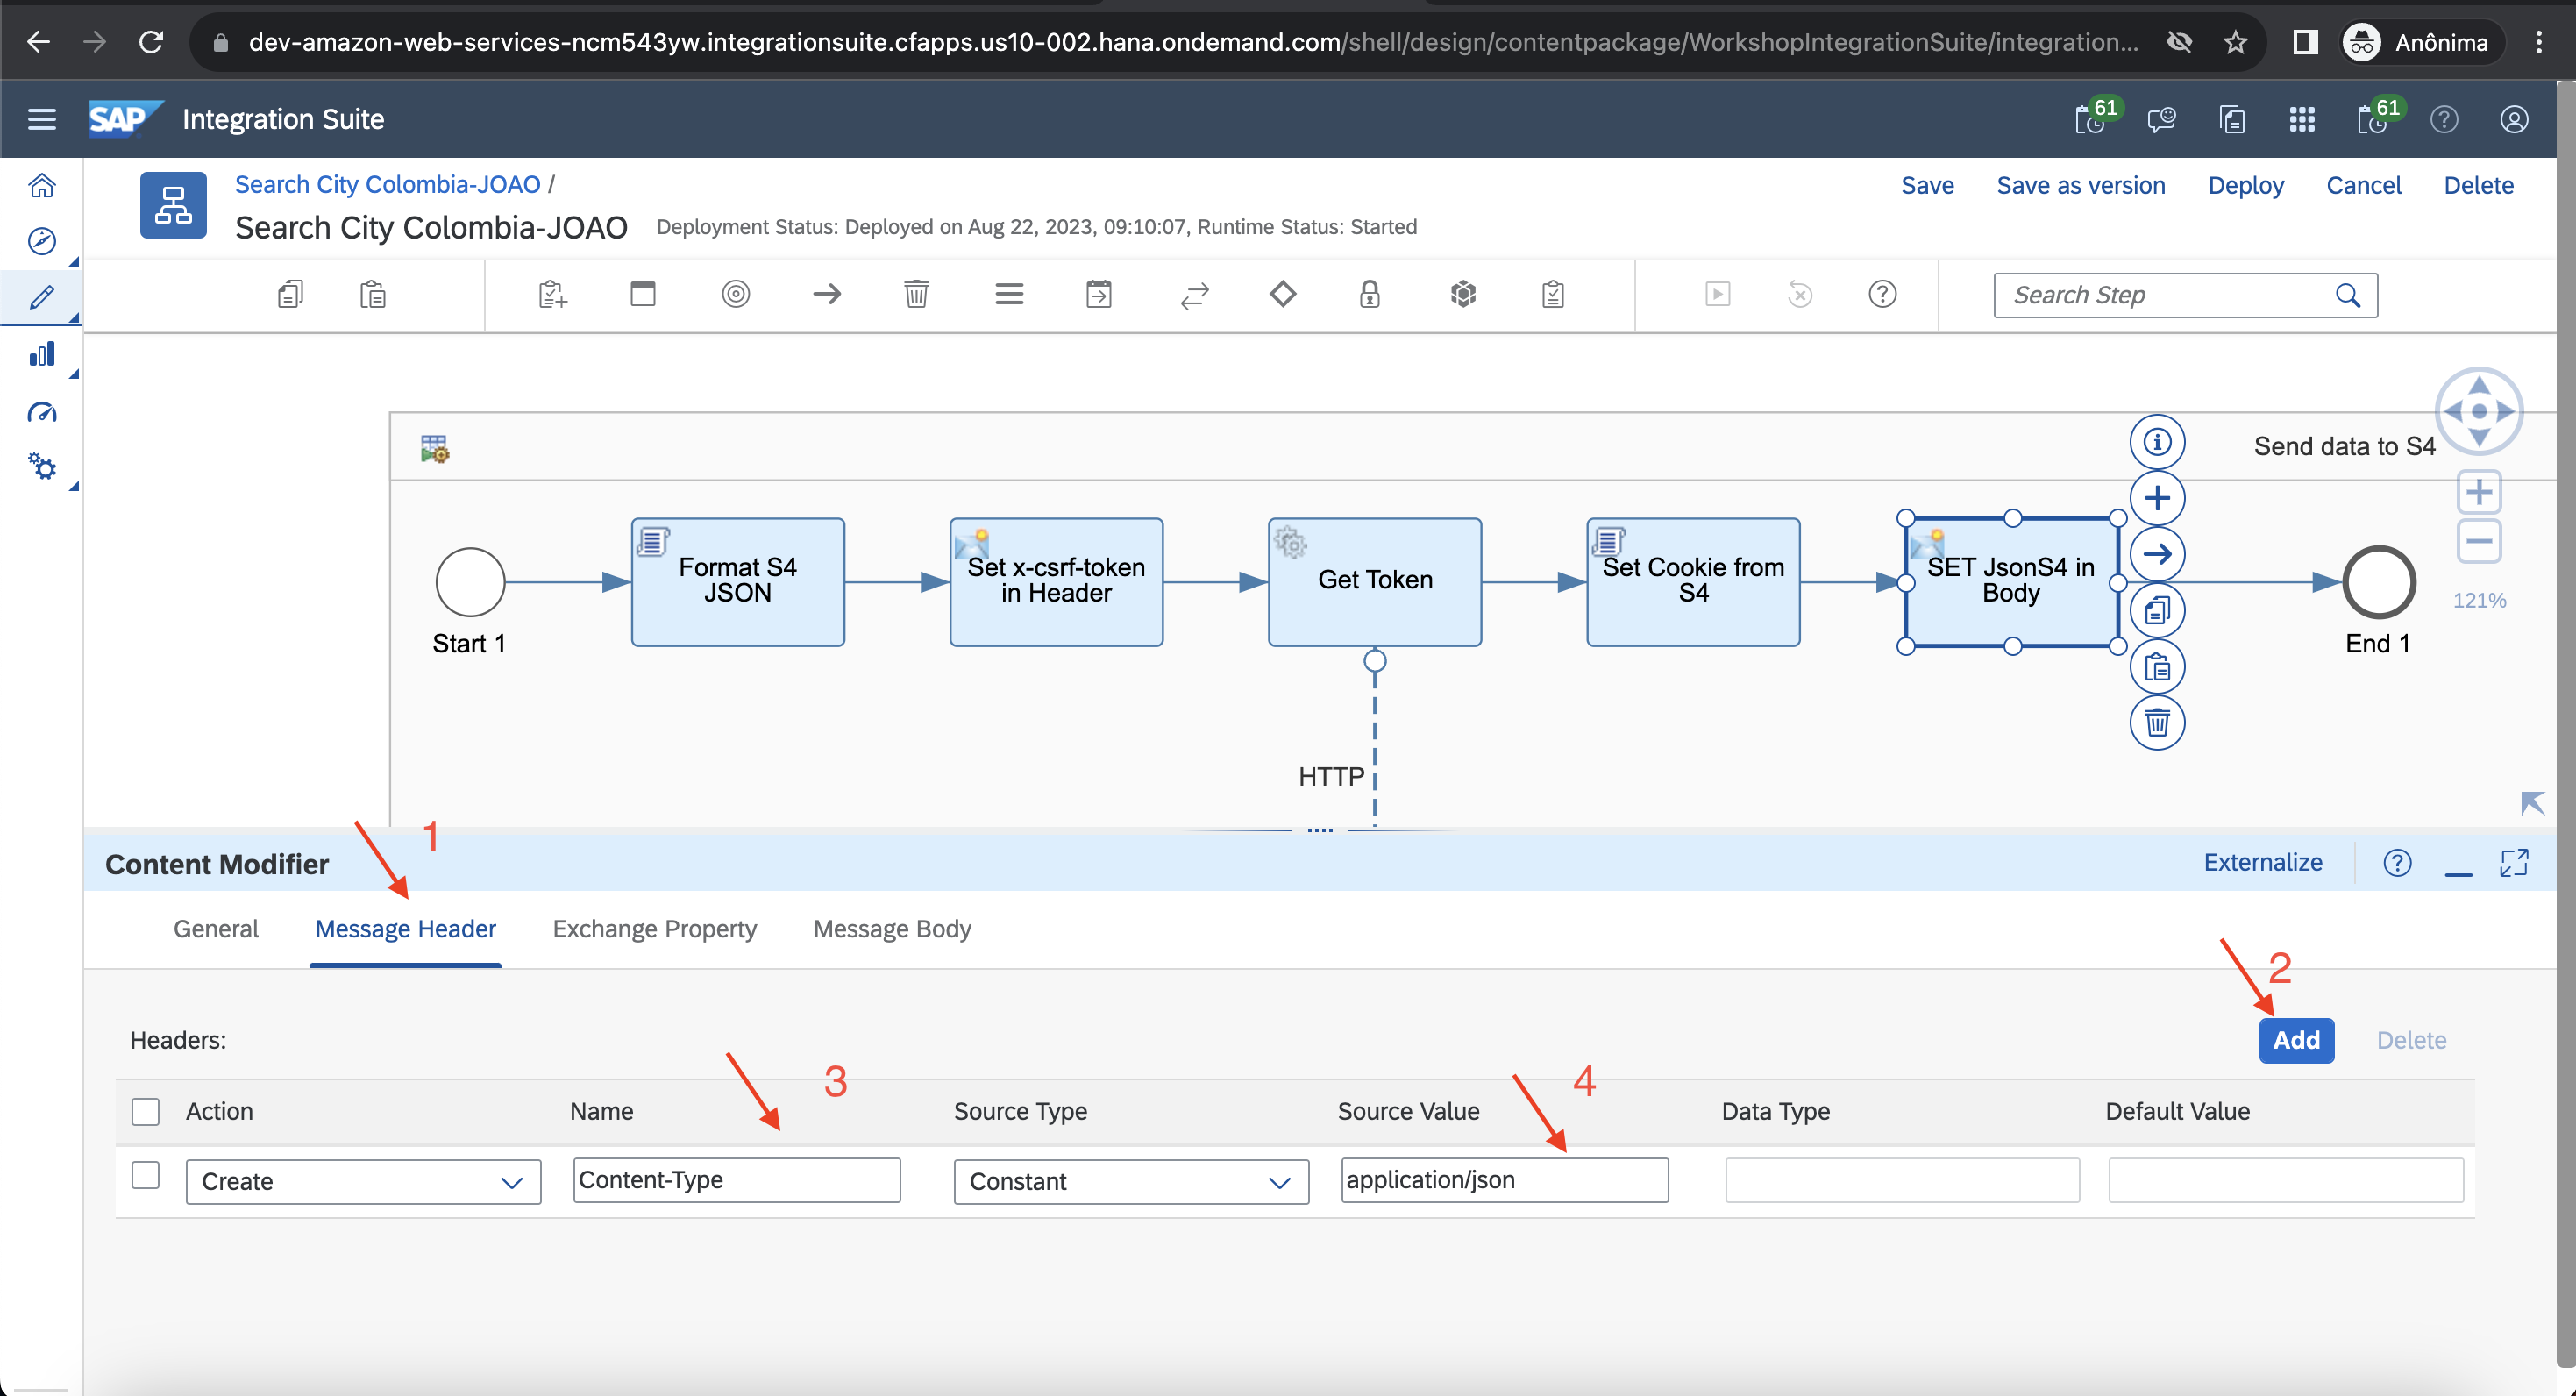 dev-amazon-web-services-ncm543yw.integrationsuite.cfapps.us10-002.hana.ondemand.com/shell/design/contentpackage/WorkshopIntegrationSuite/integration... Anônima
SAP Integration Suite 61 61
Search City Colombia-JOAO /
Save Save as version Deploy Cancel Delete
Search City Colombia-JOAO Deployment Status: Deployed on Aug 22, 2023, 09:10:07, Runtime Status: Started
Search Step
Send data to S4
Start 1
Format S4
JSON
Set x-csrf-token
in Header
Get Token
Set Cookie from
S4
SET JsonS4 in
Body
End 1
121%
HTTP
1
Content Modifier Externalize
General Message Header Exchange Property Message Body
2
Headers: Add Delete
3 4
Action Name Source Type Source Value Data Type Default Value
Create Content-Type Constant application/json